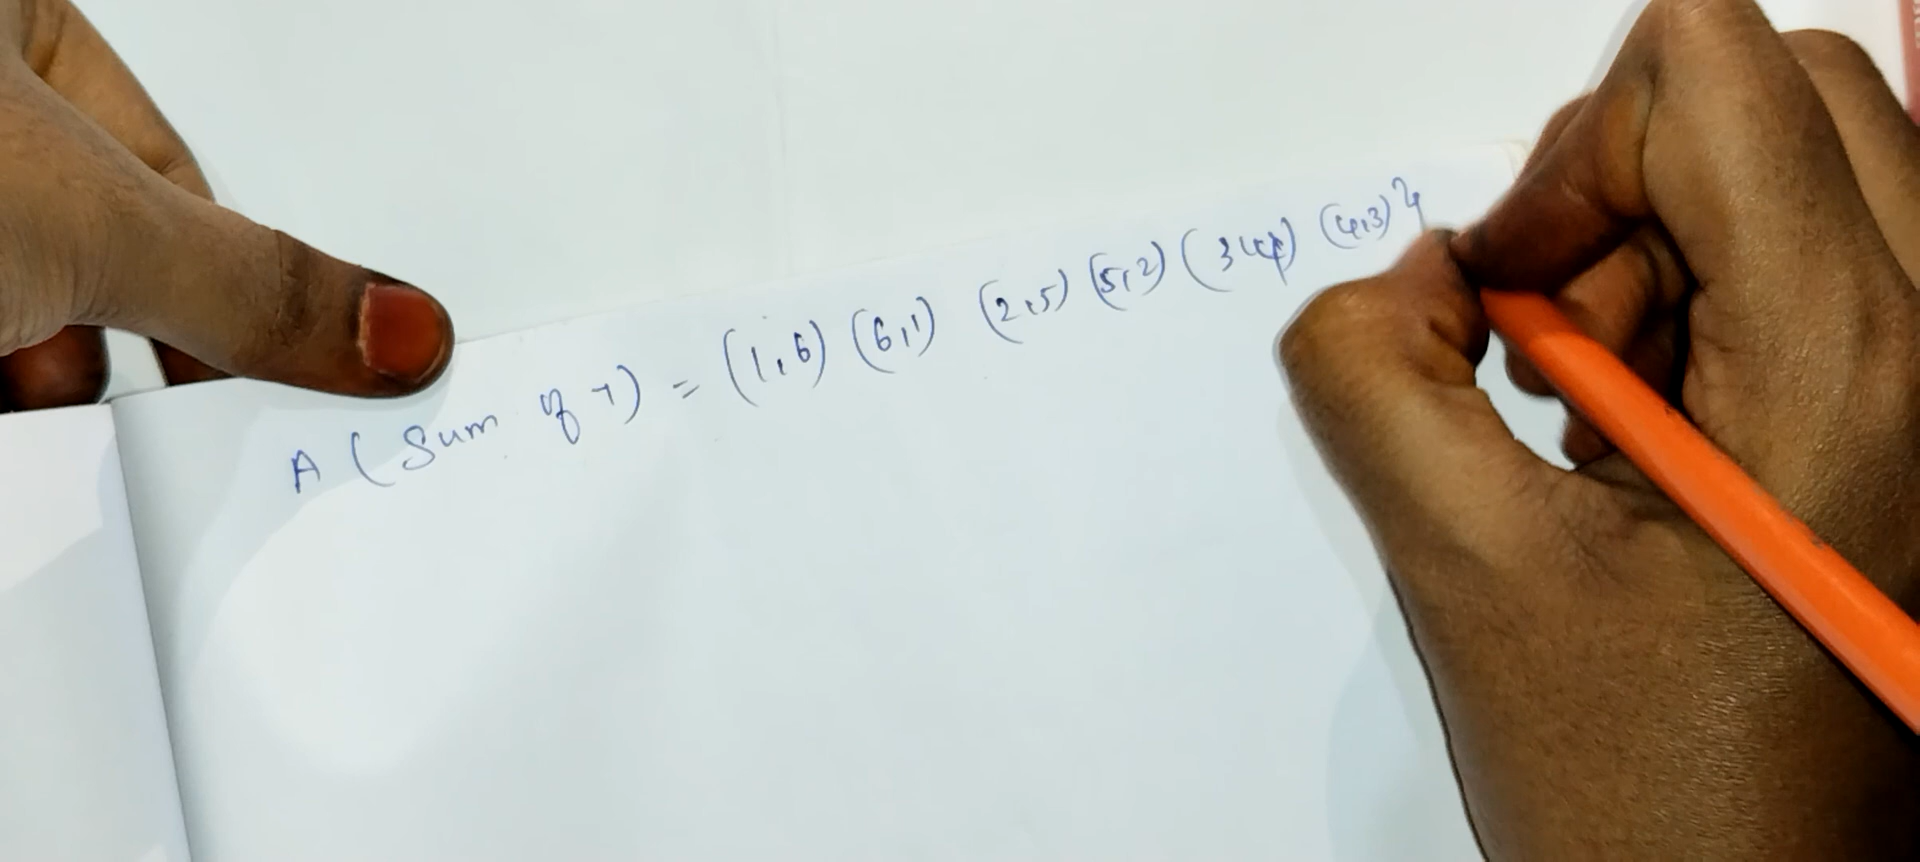 A (Sum of 7) = (1,6) (6,1) (2,5) (5,2) (3,4) (4,3)}